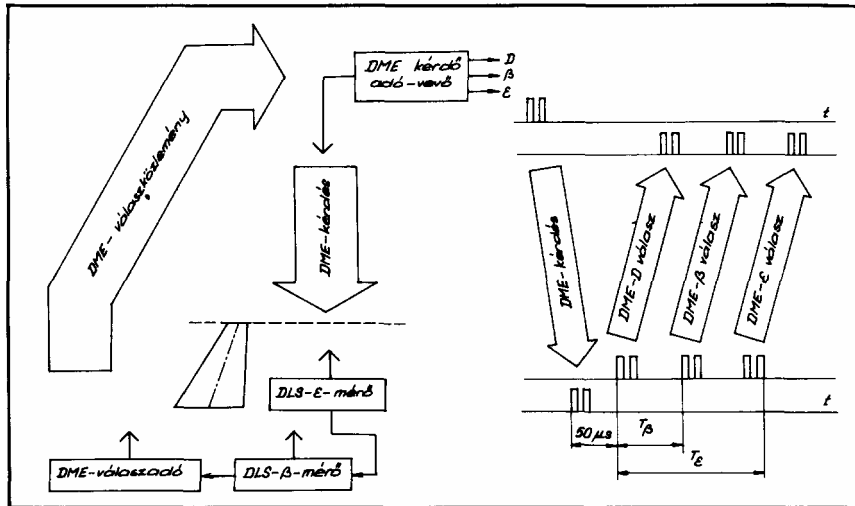 DME kérdő
adó-vevő
D
β
ε
DME-válaszközlemény
DME-kérdés
DLS-ε-mérő
DME-válaszadó
DLS-β-mérő
t
DME-kérdés
DME-D válasz
DME-β válasz
DME-ε válasz
t
50 μs
Tβ
Tε